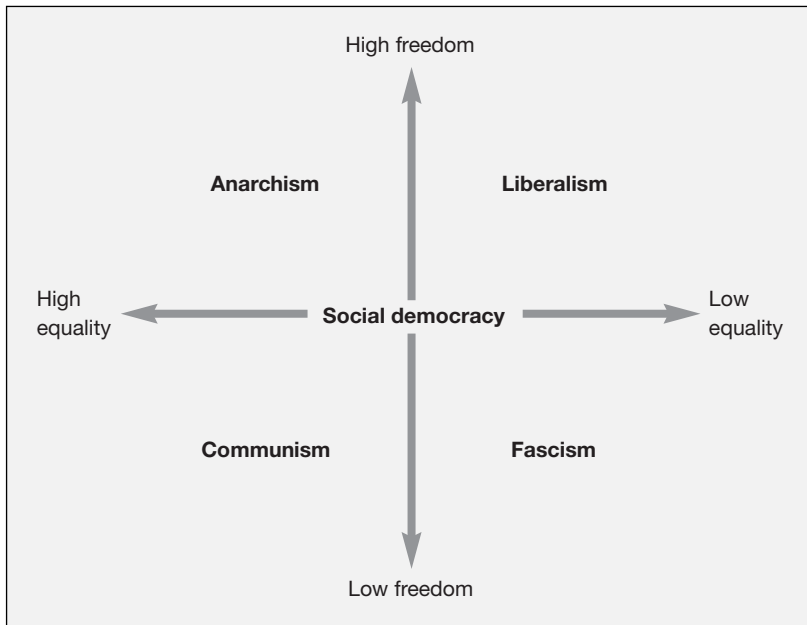 High freedom
Anarchism
Liberalism
High
equality
Social democracy
Low
equality
Communism
Fascism
Low freedom